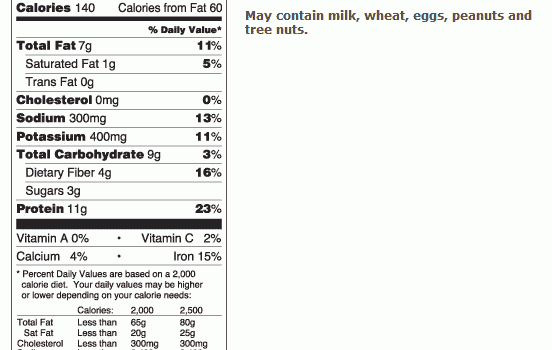 Calories 140 Calories from Fat 60
% Daily Value*
Total Fat 7g 11%
Saturated Fat 1g 5%
Trans Fat 0g
Cholesterol 0mg 0%
Sodium 300mg 13%
Potassium 400mg 11%
Total Carbohydrate 9g 3%
Dietary Fiber 4g 16%
Sugars 3g
Protein 11g 23%
Vitamin A 0% • Vitamin C 2%
Calcium 4% • Iron 15%
* Percent Daily Values are based on a 2,000
calorie diet. Your daily values may be higher
or lower depending on your calorie needs:
Calories: 2,000 2,500
Total Fat Less than 65g 80g
Sat Fat Less than 20g 25g
Cholesterol Less than 300mg 300mg
May contain milk, wheat, eggs, peanuts and
tree nuts.